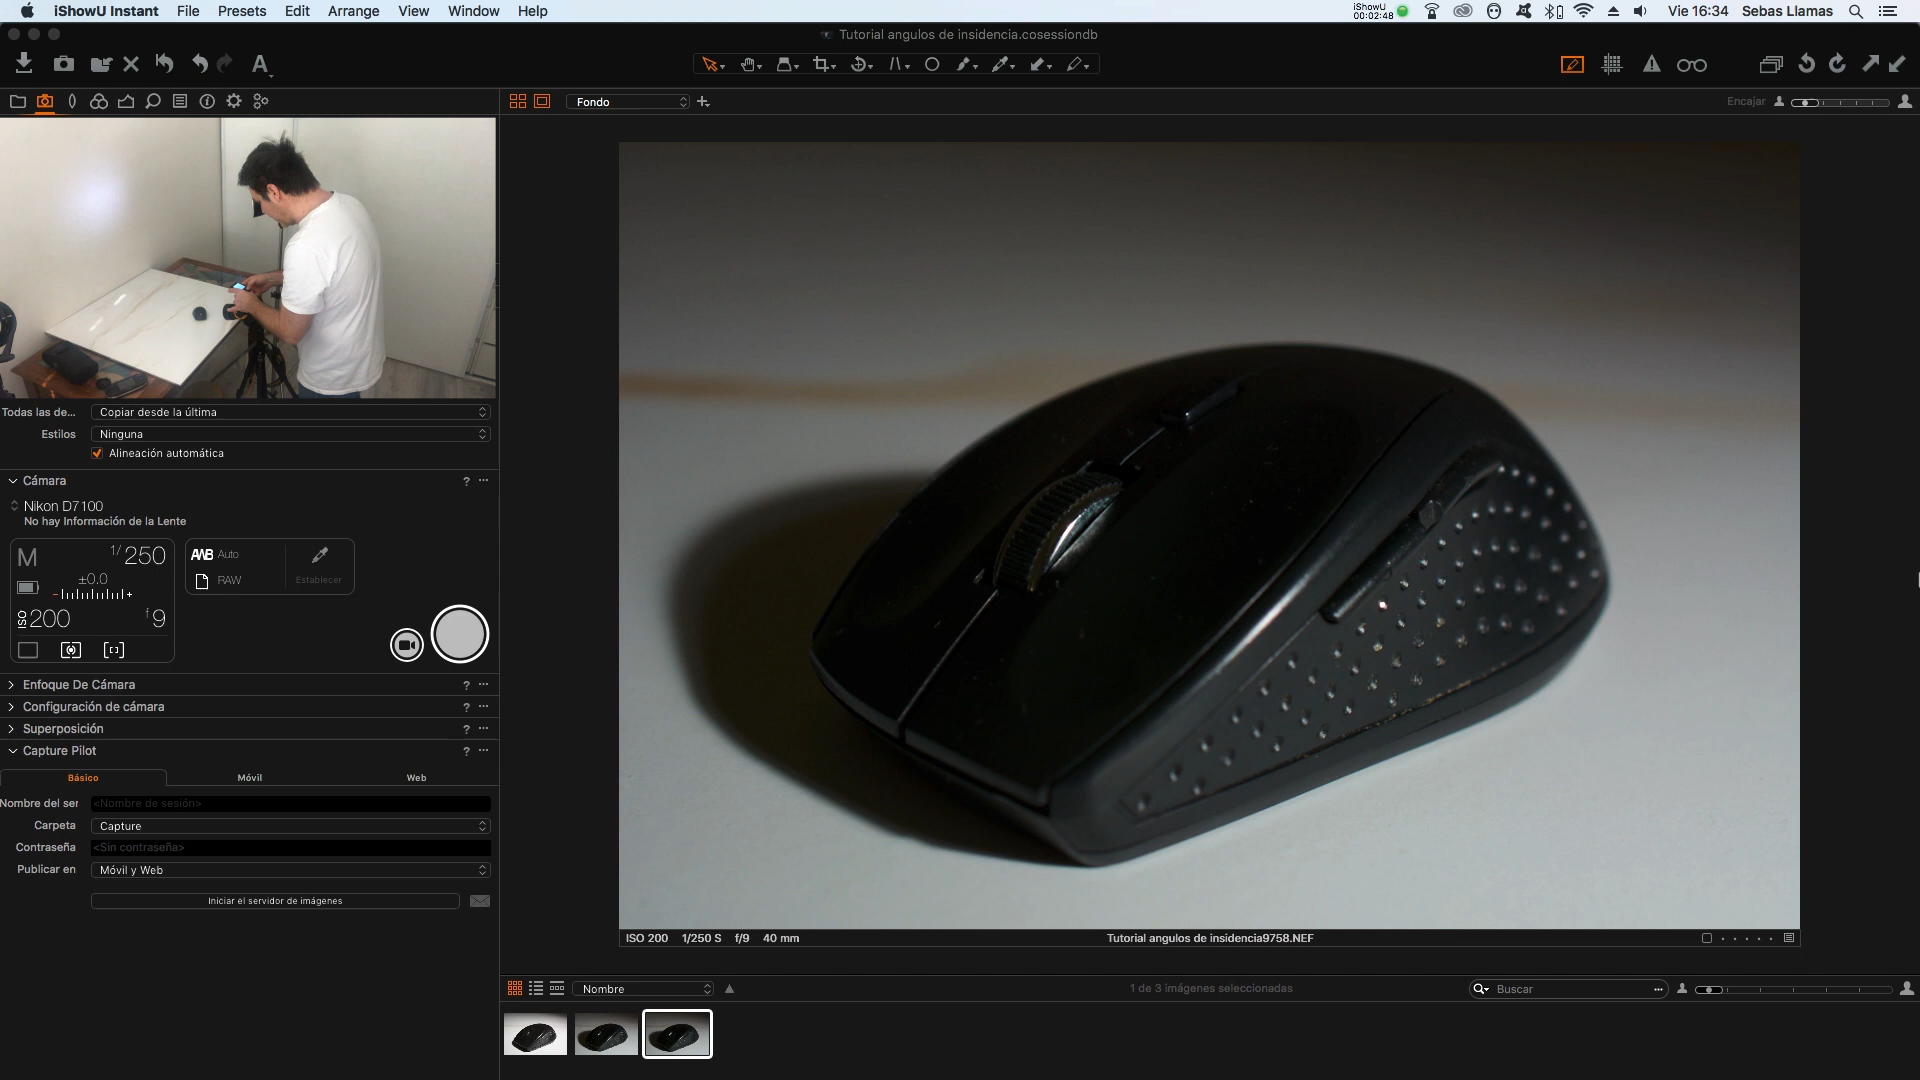 iShowU Instant File Presets Edit Arrange View Window Help iShowU 00:02:48 Vie 16:34 Sebas Llamas
Tutorial angulos de insidencia.cosessiondb
A
Fondo
Encajar
Todas las de... Copiar desde la última
Estilos Ninguna
Alineación automática
Cámara ? ...
Nikon D7100
No hay Información de la Lente
M 1/250
±0.0
- +
ISO 200 f 9
AWB Auto
RAW
Establecer
Enfoque De Cámara ? ...
Configuración de cámara ? ...
Superposición ? ...
Capture Pilot ? ...
Básico Móvil Web
Nombre del ser <Nombre de sesión>
Carpeta Capture
Contraseña <Sin contraseña>
Publicar en Móvil y Web
Iniciar el servidor de imágenes
ISO 200 1/250 S f/9 40 mm Tutorial angulos de insidencia9758.NEF
Nombre 1 de 3 imágenes seleccionadas Buscar ...